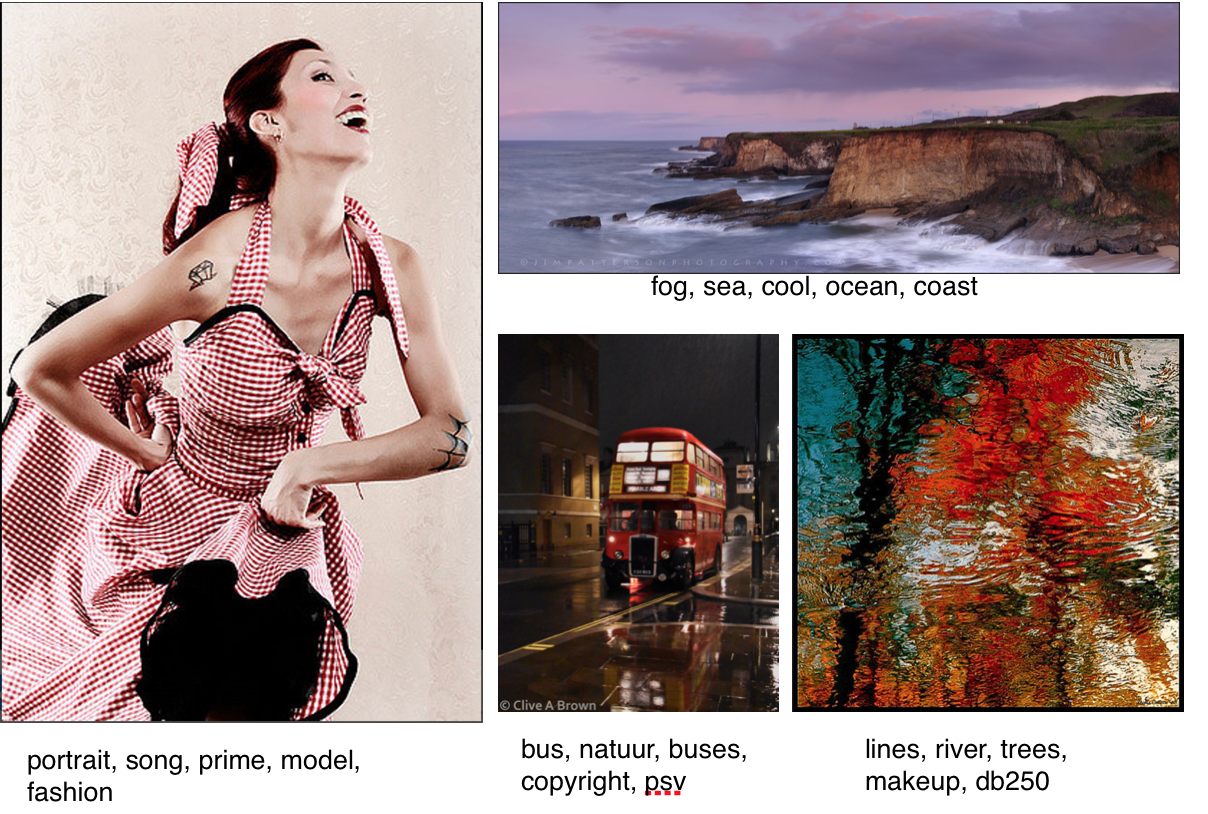 ©JIMPATTERSONPHOTOGRAPHY.CO
fog, sea, cool, ocean, coast
© Clive A Brown
portrait, song, prime, model,
fashion
bus, natuur, buses,
copyright, psv
lines, river, trees,
makeup, db250